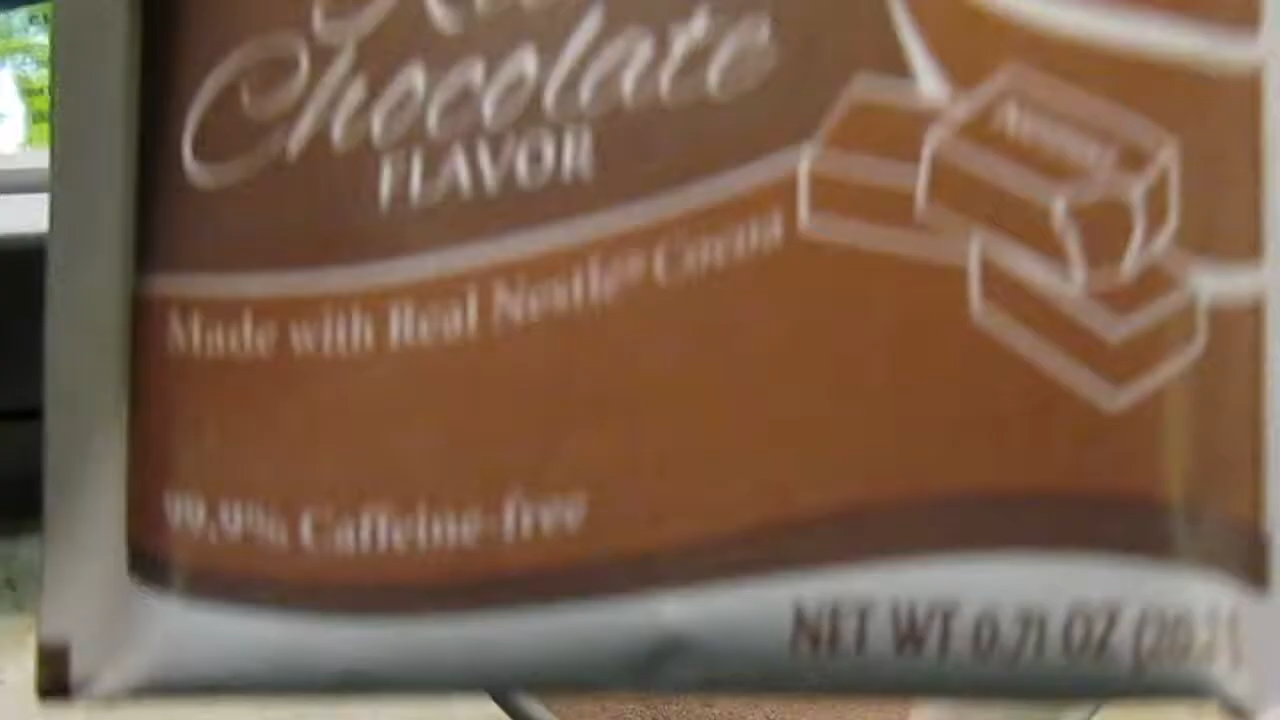 Chocolate
FLAVOR
Made with Real Nestlé® Cocoa
99.9% Caffeine-free
NET WT 0.71 OZ